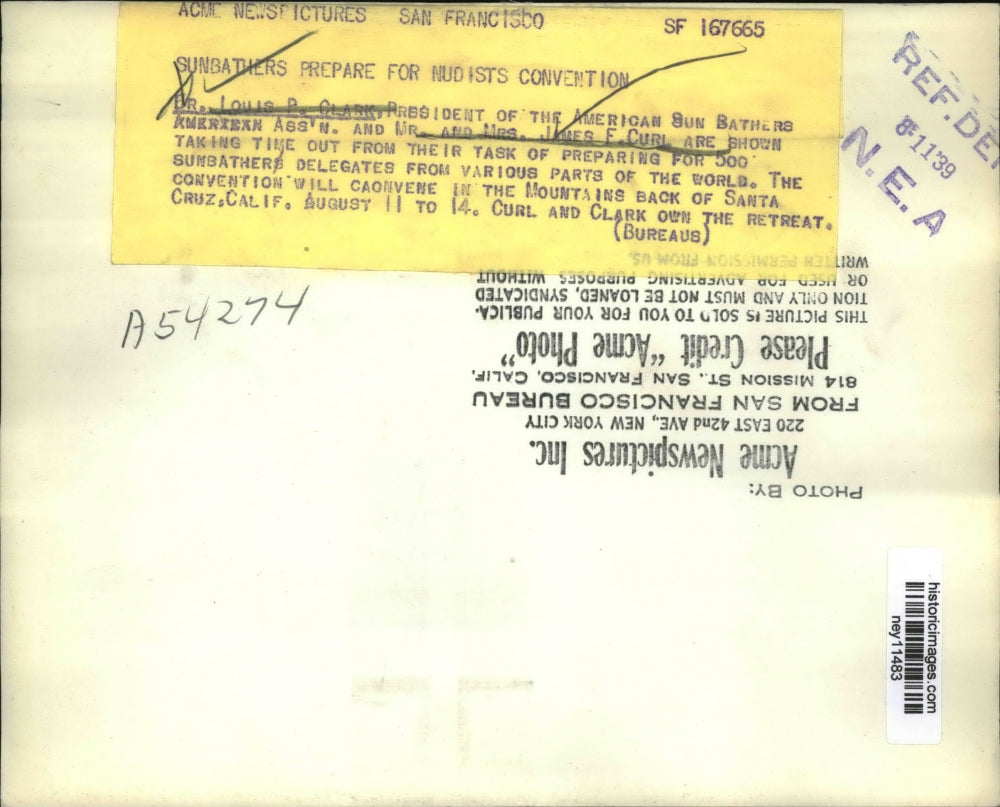 ACME NEWSPICTURES SAN FRANCISCO SF 167665
SUNBATHERS PREPARE FOR NUDISTS CONVENTION
DR. LOUIS P. CLARK, PRESIDENT OF THE AMERICAN SUN BATHERS
AMERICAN ASS'N. AND MR. AND MRS. JAMES F. CURL ARE SHOWN
TAKING TIME OUT FROM THEIR TASK OF PREPARING FOR 500
SUNBATHERS DELEGATES FROM VARIOUS PARTS OF THE WORLD. THE
CONVENTION WILL CAONVENE IN THE MOUNTAINS BACK OF SANTA
CRUZ,CALIF. AUGUST 11 TO 14. CURL AND CLARK OWN THE RETREAT.
(BUREAUS)
REF.DE
8-11 39
N.E.A
A54274
PHOTO BY:
Acme Newspictures Inc.
220 EAST 42nd AVE., NEW YORK CITY
FROM SAN FRANCISCO BUREAU
814 MISSION ST., SAN FRANCISCO, CALIF.
Please Credit "Acme Photo"
THIS PICTURE IS SOLD TO YOU FOR YOUR PUBLICA-
TION ONLY AND MUST NOT BE LOANED, SYNDICATED
OR USED FOR ADVERTISING PURPOSES WITHOUT
WRITTEN PERMISSION FROM US.
historicimages.com
ney11483